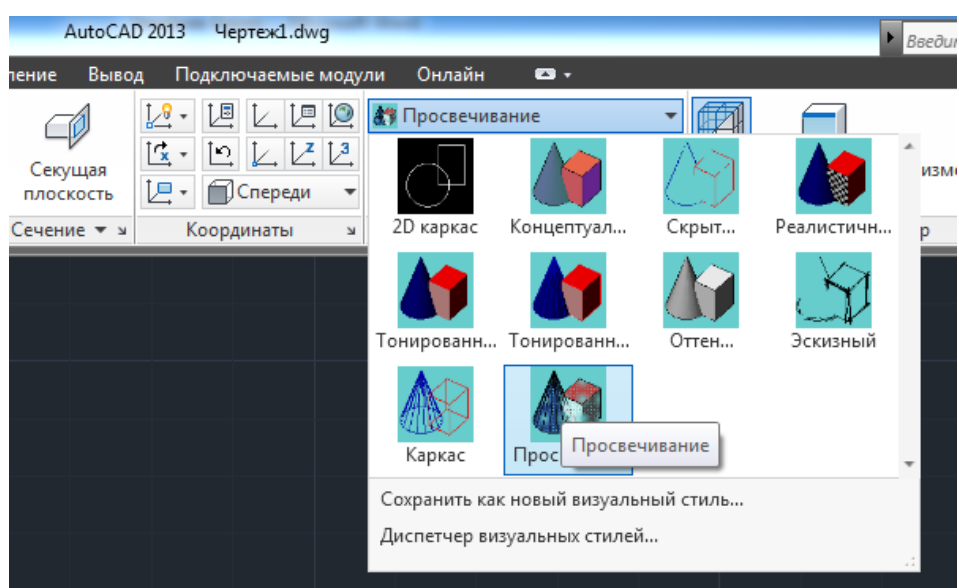 AutoCAD 2013 Чертеж1.dwg
Введит
ление Вывод Подключаемые модули Онлайн
Просвечивание
Секущая
плоскость
Спереди
изме
Сечение Координаты
р
2D каркас Концептуал... Скрыт... Реалистичн...
Тонированн... Тонированн... Оттен... Эскизный
Каркас Прос
Просвечивание
Сохранить как новый визуальный стиль...
Диспетчер визуальных стилей...